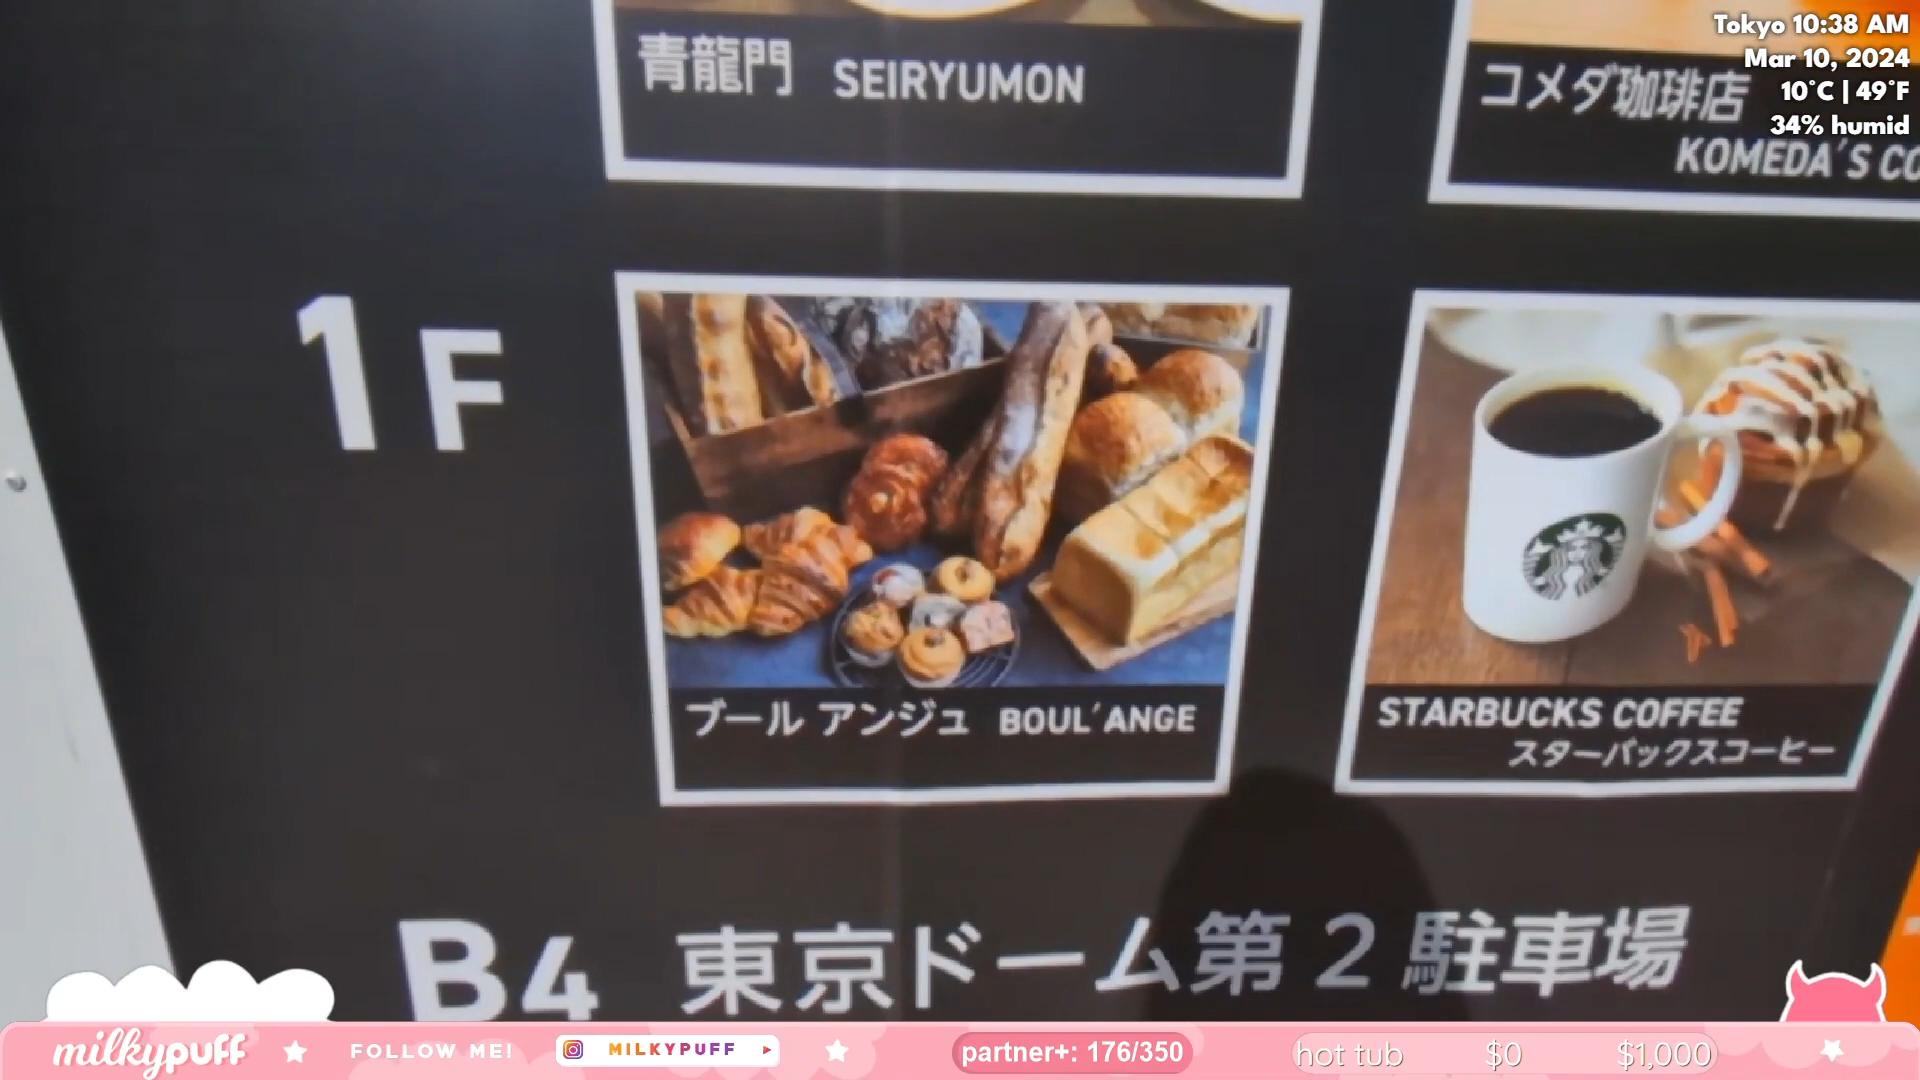 Tokyo 10:38 AM
Mar 10, 2024
10°C | 49°F
34% humid
青龍門 SEIRYUMON
コメダ珈琲店
KOMEDA'S CO
1F
ブール アンジュ BOUL'ANGE
STARBUCKS COFFEE
スターバックスコーヒー
B4 東京ドーム第2駐車場
milkypuff FOLLOW ME! MILKYPUFF partner+: 176/350 hot tub $0 $1,000